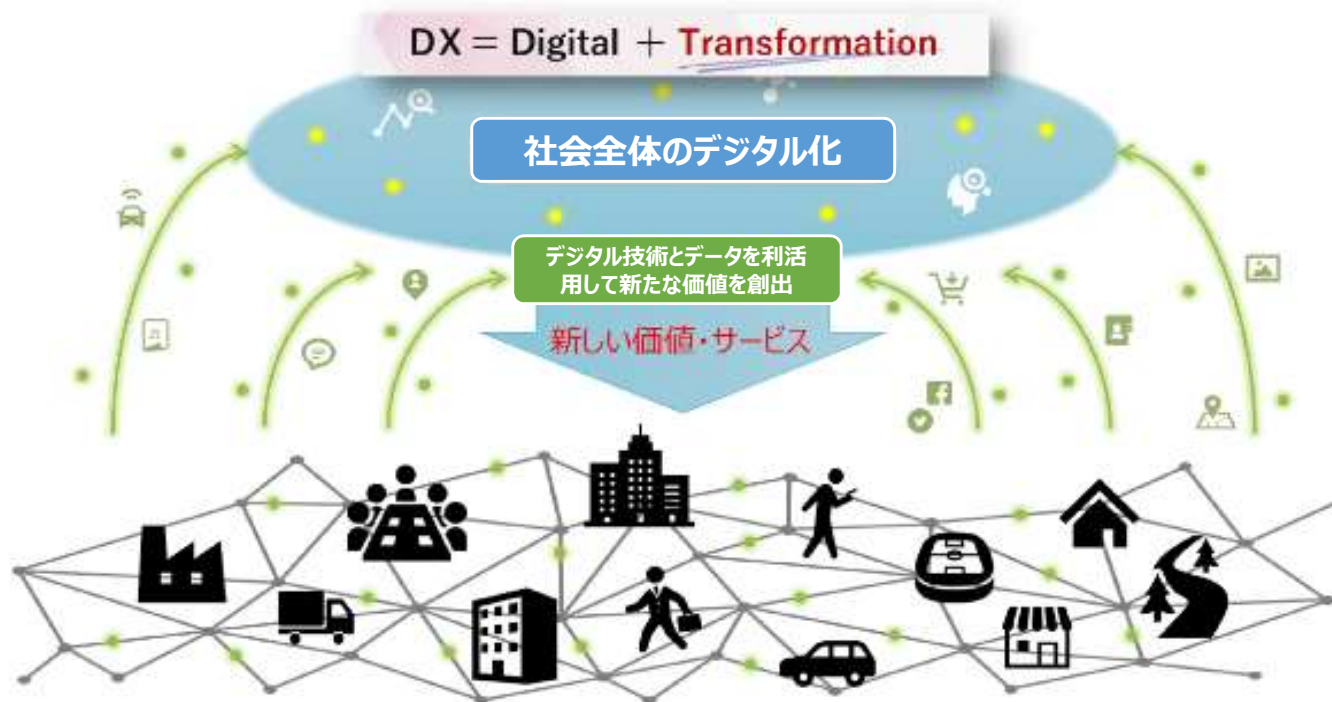 DX = Digital + Transformation
社会全体のデジタル化
デジタル技術とデータを利活
用して新たな価値を創出
新しい価値・サービス